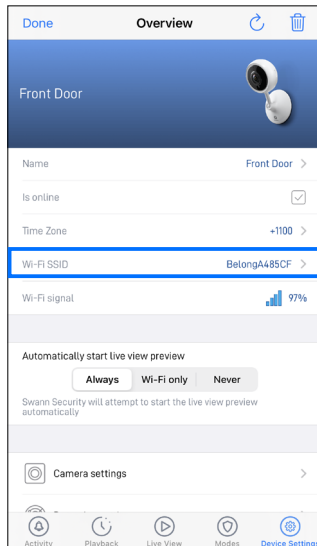 Done Overview
Front Door
Name Front Door
Is online
Time Zone +1100
Wi-Fi SSID BelongA485CF
Wi-Fi signal 97%
Automatically start live view preview
Always Wi-Fi only Never
Swann Security will attempt to start the live view preview
automatically
Camera settings
Activity Playback Live View Modes Device Settings